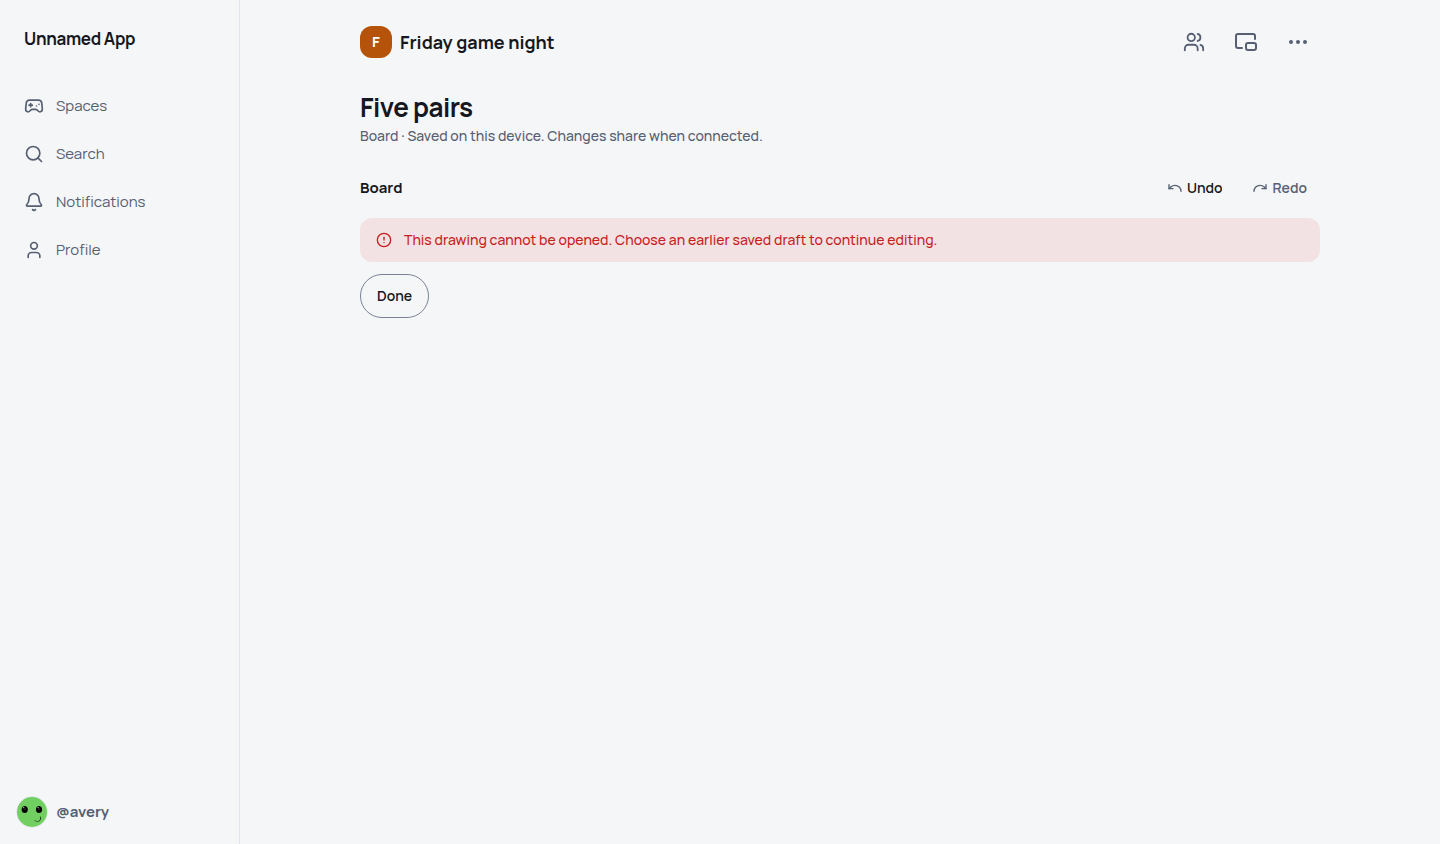 Unnamed App
Spaces
Search
Notifications
Profile
@avery
F Friday game night
Five pairs
Board · Saved on this device. Changes share when connected.
Board
Undo
Redo
This drawing cannot be opened. Choose an earlier saved draft to continue editing.
Done